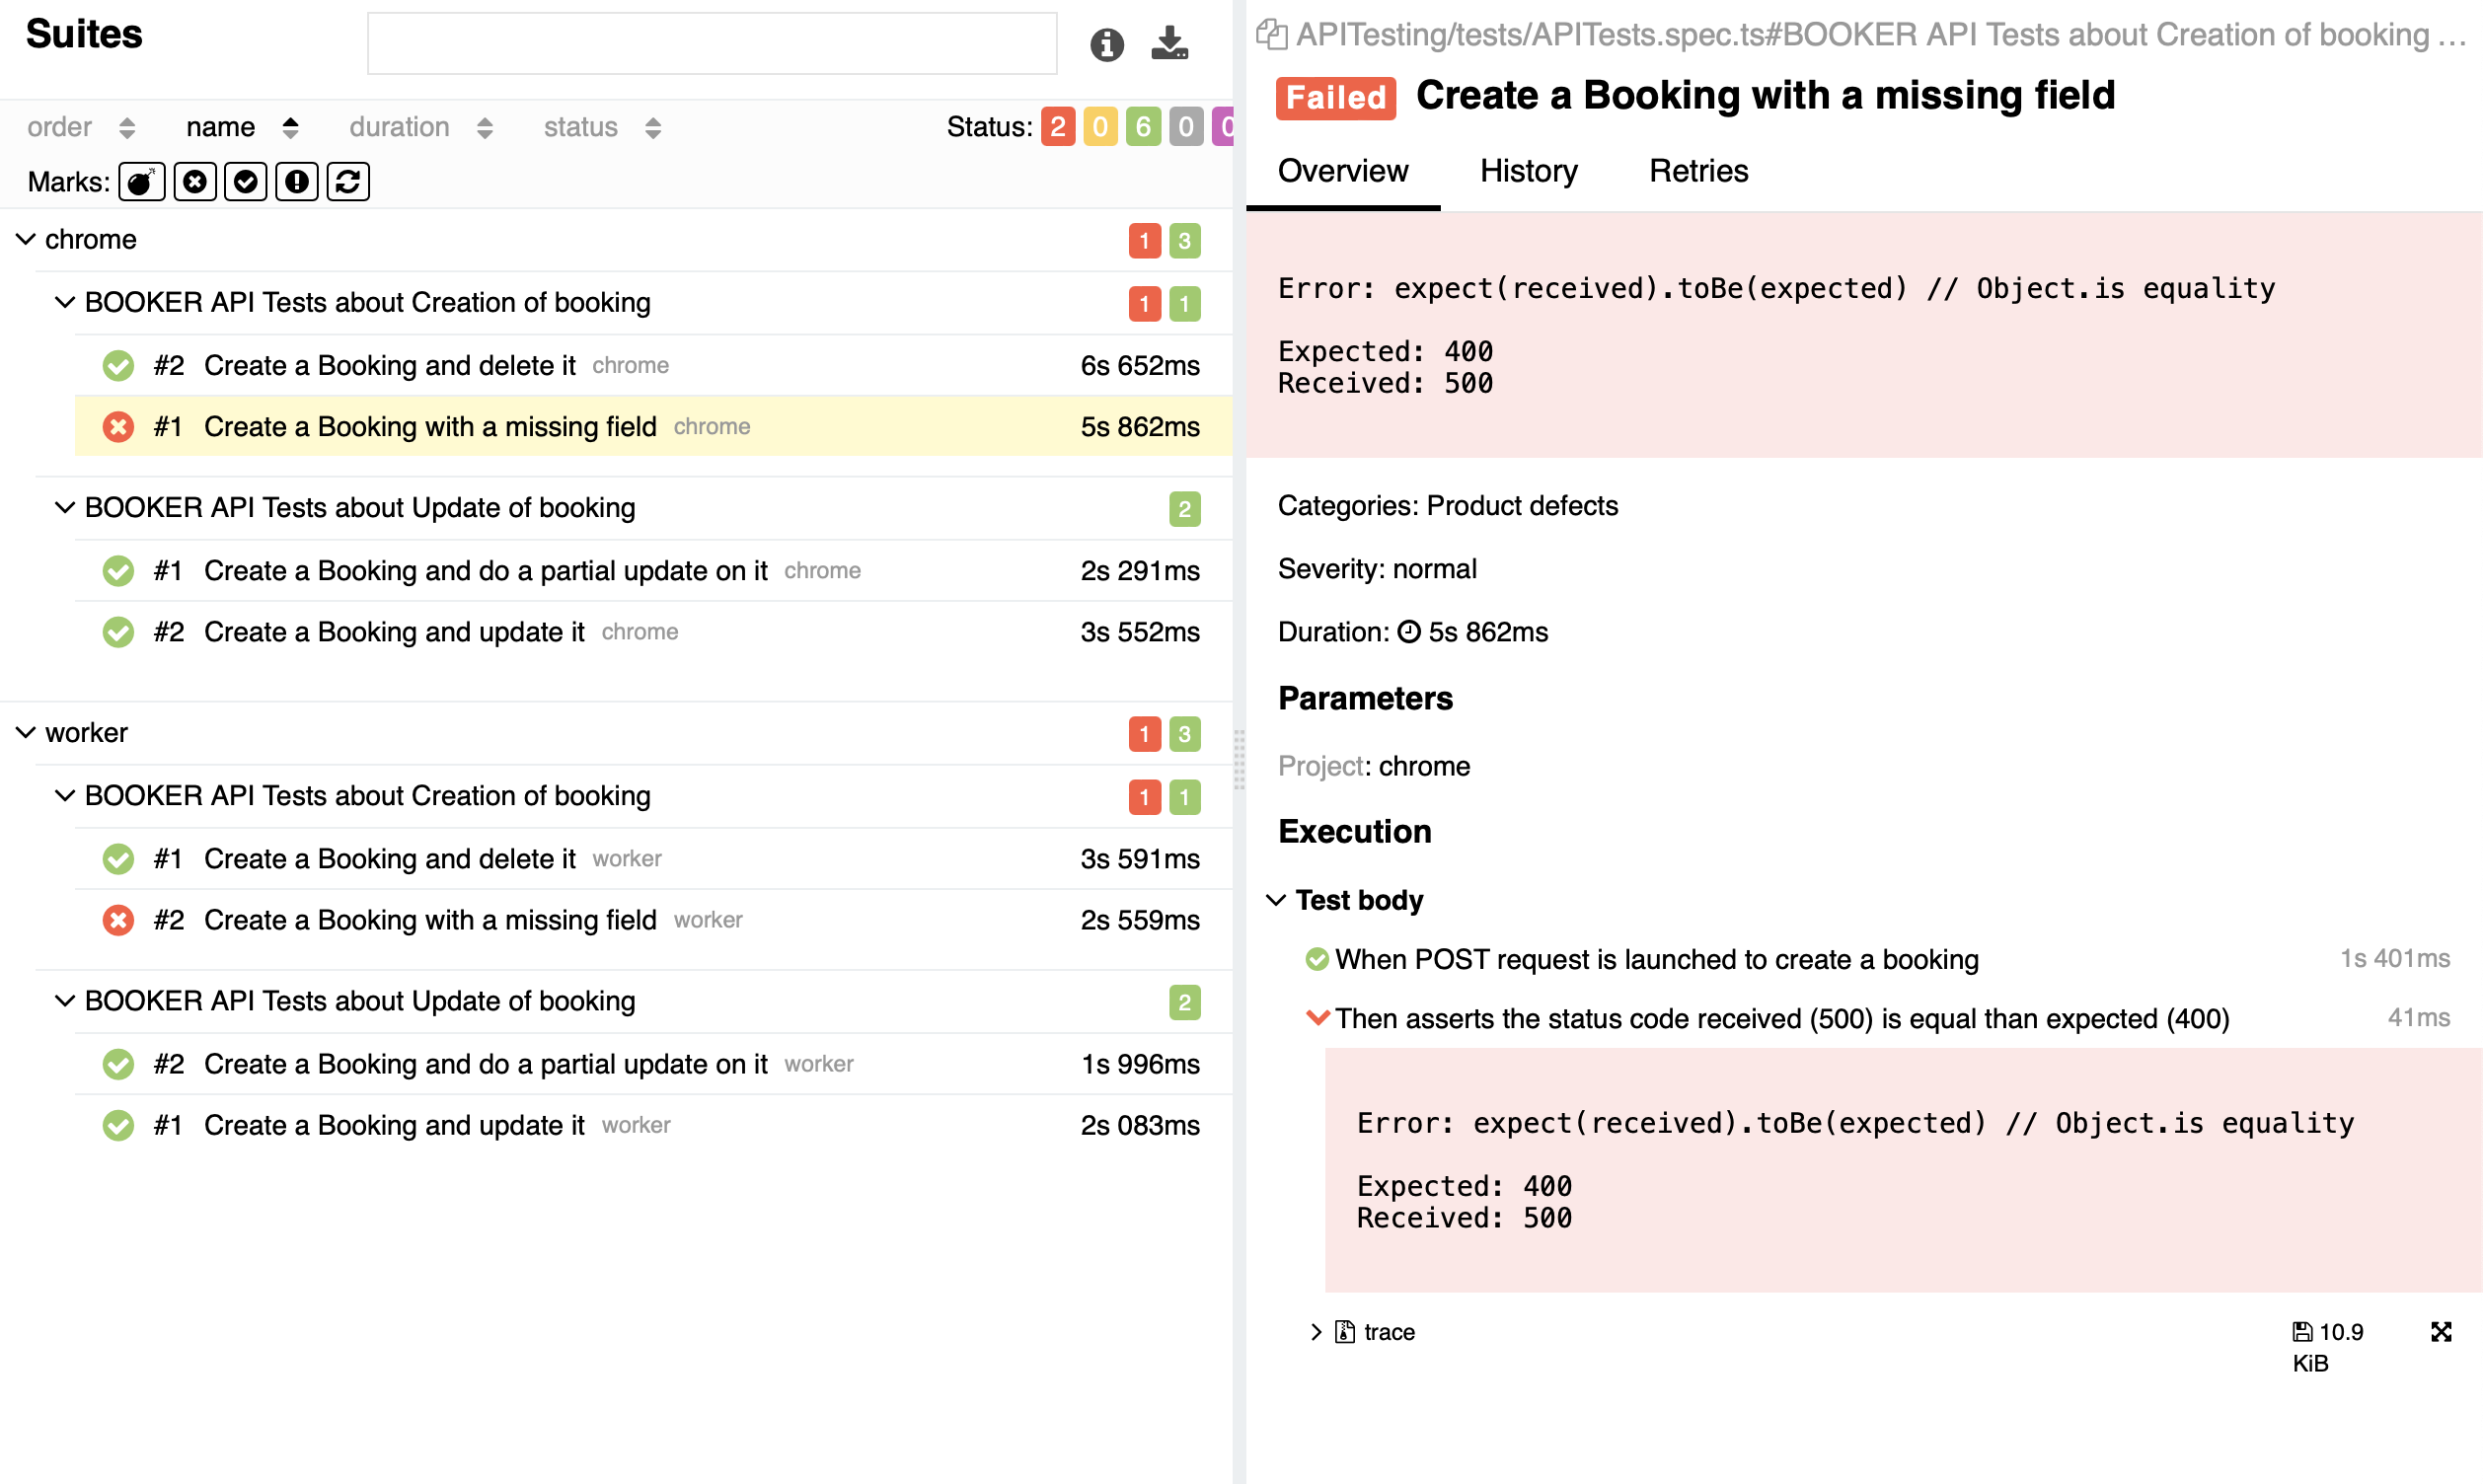 Suites
order name duration status Status: 2 0 6 0 0
Marks:
chrome 1 3
BOOKER API Tests about Creation of booking 1 1
#2 Create a Booking and delete it chrome 6s 652ms
#1 Create a Booking with a missing field chrome 5s 862ms
BOOKER API Tests about Update of booking 2
#1 Create a Booking and do a partial update on it chrome 2s 291ms
#2 Create a Booking and update it chrome 3s 552ms
worker 1 3
BOOKER API Tests about Creation of booking 1 1
#1 Create a Booking and delete it worker 3s 591ms
#2 Create a Booking with a missing field worker 2s 559ms
BOOKER API Tests about Update of booking 2
#2 Create a Booking and do a partial update on it worker 1s 996ms
#1 Create a Booking and update it worker 2s 083ms
APITesting/tests/APITests.spec.ts#BOOKER API Tests about Creation of booking ...
Failed Create a Booking with a missing field
Overview History Retries
Error: expect(received).toBe(expected) // Object.is equality
Expected: 400
Received: 500
Categories: Product defects
Severity: normal
Duration: 5s 862ms
Parameters
Project: chrome
Execution
Test body
When POST request is launched to create a booking 1s 401ms
Then asserts the status code received (500) is equal than expected (400) 41ms
Error: expect(received).toBe(expected) // Object.is equality
Expected: 400
Received: 500
trace 10.9
KiB